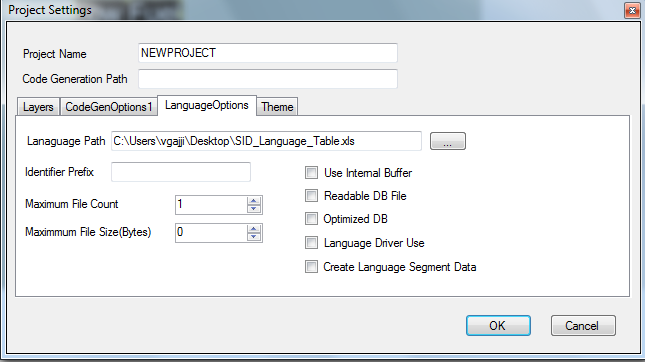 Project Settings
Project Name NEWPROJECT
Code Generation Path
Layers CodeGenOptions1 LanguageOptions Theme
Lanaguage Path C:\Users\vgajji\Desktop\SID_Language_Table.xls ...
Identifier Prefix Use Internal Buffer
Readable DB File
Maximum File Count 1
Optimized DB
Maximmum File Size(Bytes) 0
Language Driver Use
Create Language Segment Data
OK Cancel